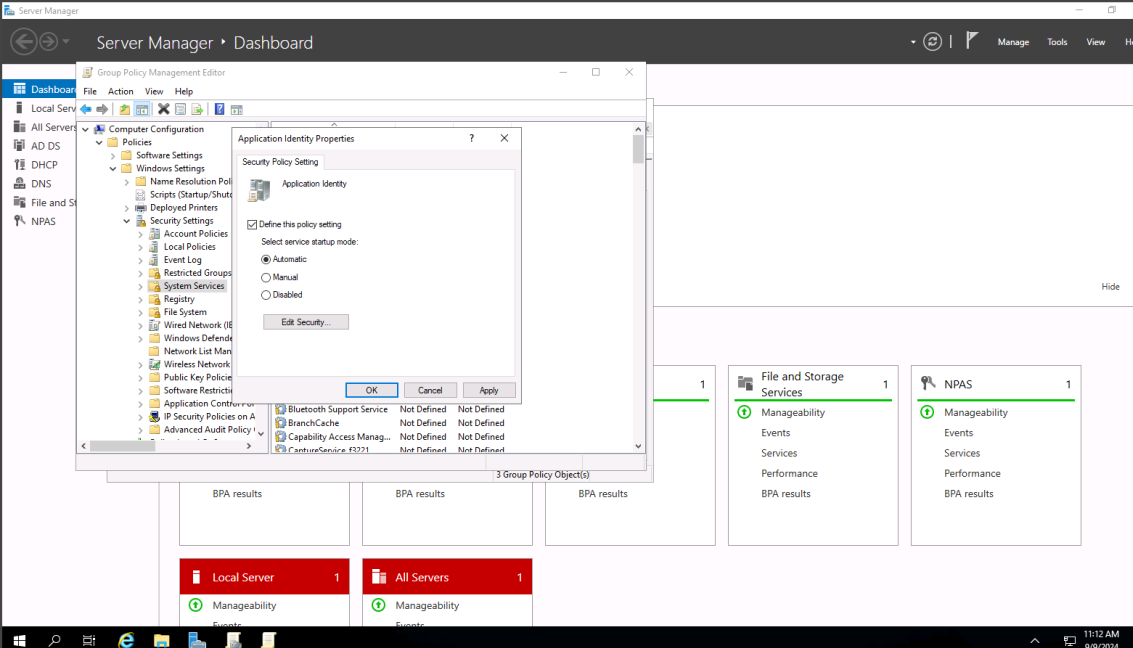 Server Manager
Server Manager • Dashboard
Manage Tools View
Dashboard
Local Serv
All Servers
AD DS
DHCP
DNS
File and St
NPAS
Group Policy Management Editor
File Action View Help
Computer Configuration
Policies
Software Settings
Windows Settings
Name Resolution Poli
Scripts (Startup/Shutd
Deployed Printers
Security Settings
Account Policies
Local Policies
Event Log
Restricted Groups
System Services
Registry
File System
Wired Network (IE
Windows Defende
Network List Man
Wireless Network
Public Key Policie
Software Restrictio
Application Control Pol
IP Security Policies on A
Advanced Audit Policy
Application Identity Properties
?
Security Policy Setting
Application Identity
Define this policy setting
Select service startup mode:
Automatic
Manual
Disabled
Edit Security...
OK Cancel Apply
Bluetooth Support Service Not Defined Not Defined
BranchCache Not Defined Not Defined
Capability Access Manag... Not Defined Not Defined
CaptureService_f3221 Not Defined Not Defined
3 Group Policy Object(s)
Hide
1
File and Storage Services 1
Manageability
Events
Services
Performance
BPA results
NPAS 1
Manageability
Events
Services
Performance
BPA results
BPA results
BPA results
BPA results
Local Server 1
Manageability
Events
All Servers 1
Manageability
Events
11:12 AM
9/9/2024